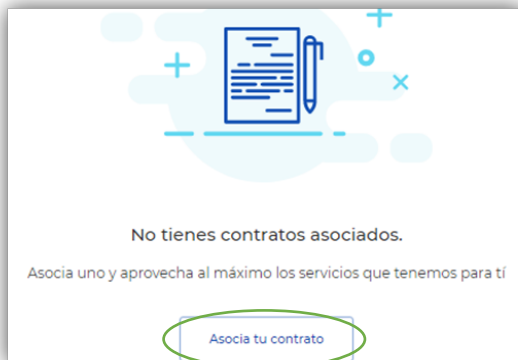 No tienes contratos asociados.
Asocia uno y aprovecha al máximo los servicios que tenemos para tí
Asocia tu contrato